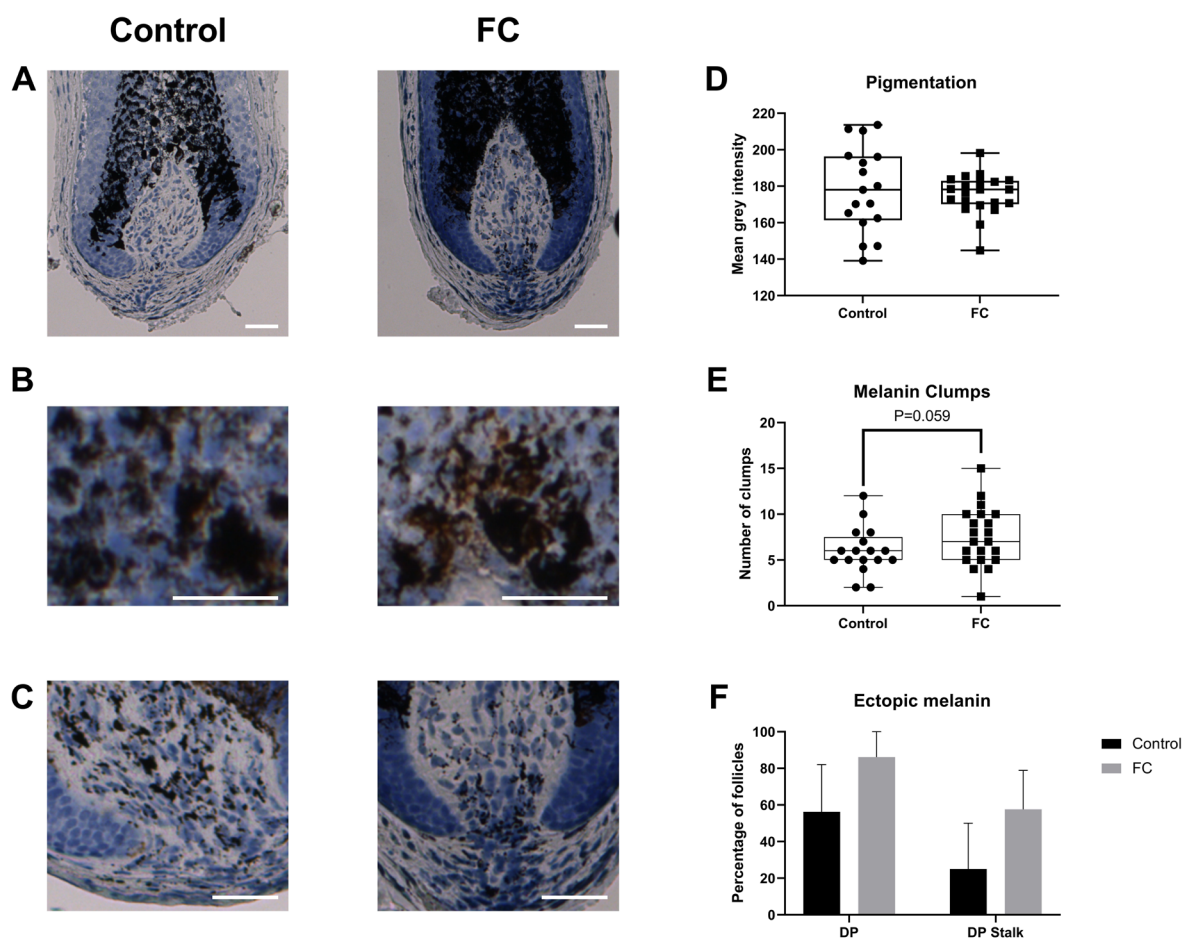 Control
FC
A
B
C
D
Pigmentation
Mean grey intensity
220
200
180
160
140
120
Control
FC
E
Melanin Clumps
P=0.059
Number of clumps
20
15
10
5
0
Control
FC
F
Ectopic melanin
Percentage of follicles
100
80
60
40
20
0
DP
DP Stalk
Control
FC